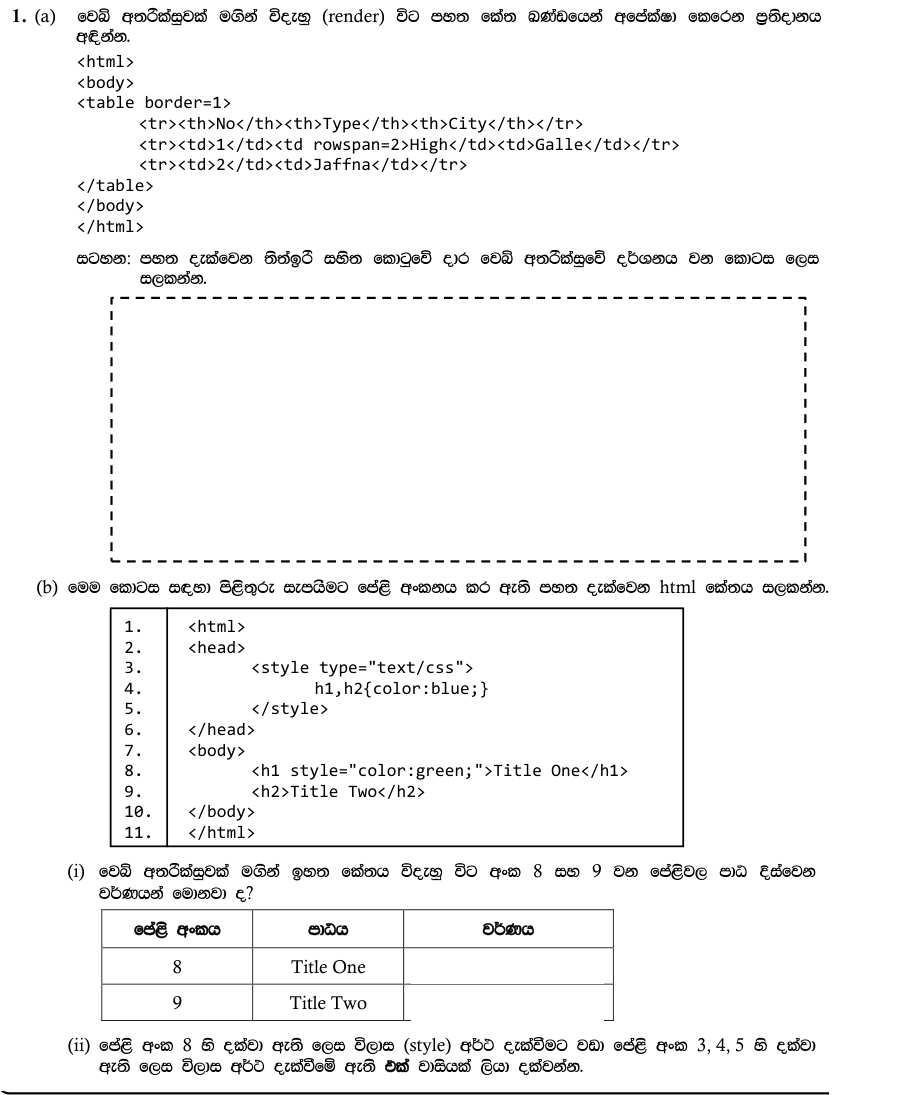 1. (a) වෙබ් අතරික්සුවක් මගින් විදැහූ (render) විට පහත කේත ඛණ්ඩයෙන් අපේක්ෂා කෙරෙන ප්‍රතිදානය
අඳින්න.
<html>
<body>
<table border=1>
<tr><th>No</th><th>Type</th><th>City</th></tr>
<tr><td>1</td><td rowspan=2>High</td><td>Galle</td></tr>
<tr><td>2</td><td>Jaffna</td></tr>
</table>
</body>
</html>
සටහන: පහත දැක්වෙන තිත්ඉරි සහිත කොටුවේ දාර වෙබ් අතරික්සුවේ දර්ශනය වන කොටස ලෙස
සලකන්න.
(b) මෙම කොටස සඳහා පිළිතුරු සැපයීමට පේළි අංකනය කර ඇති පහත දැක්වෙන html කේතය සලකන්න.
1. <html>
2. <head>
3. <style type="text/css">
4. h1,h2{color:blue;}
5. </style>
6. </head>
7. <body>
8. <h1 style="color:green;">Title One</h1>
9. <h2>Title Two</h2>
10. </body>
11. </html>
(i) වෙබ් අතරික්සුවක් මගින් ඉහත කේතය විදැහූ විට අංක 8 සහ 9 වන පේළිවල පාඨ දිස්වෙන
වර්ණයන් මොනවා ද?
පේළි අංකය පාඨය වර්ණය
8 Title One
9 Title Two
(ii) පේළි අංක 8 හි දක්වා ඇති ලෙස විලාස (style) අර්ථ දැක්වීමට වඩා පේළි අංක 3, 4, 5 හි දක්වා
ඇති ලෙස විලාස අර්ථ දැක්වීමේ ඇති එක් වාසියක් ලියා දක්වන්න.